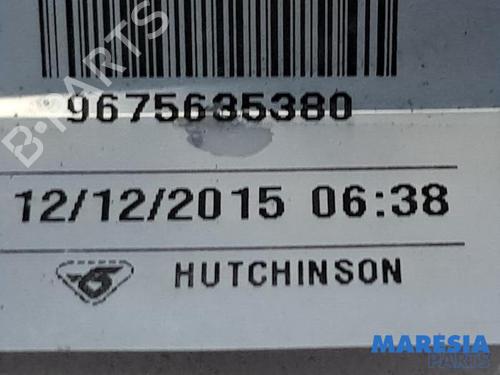 B-PARTS
9675635380
12/12/2015 06:38
HUTCHINSON
MARESIA
PARTS